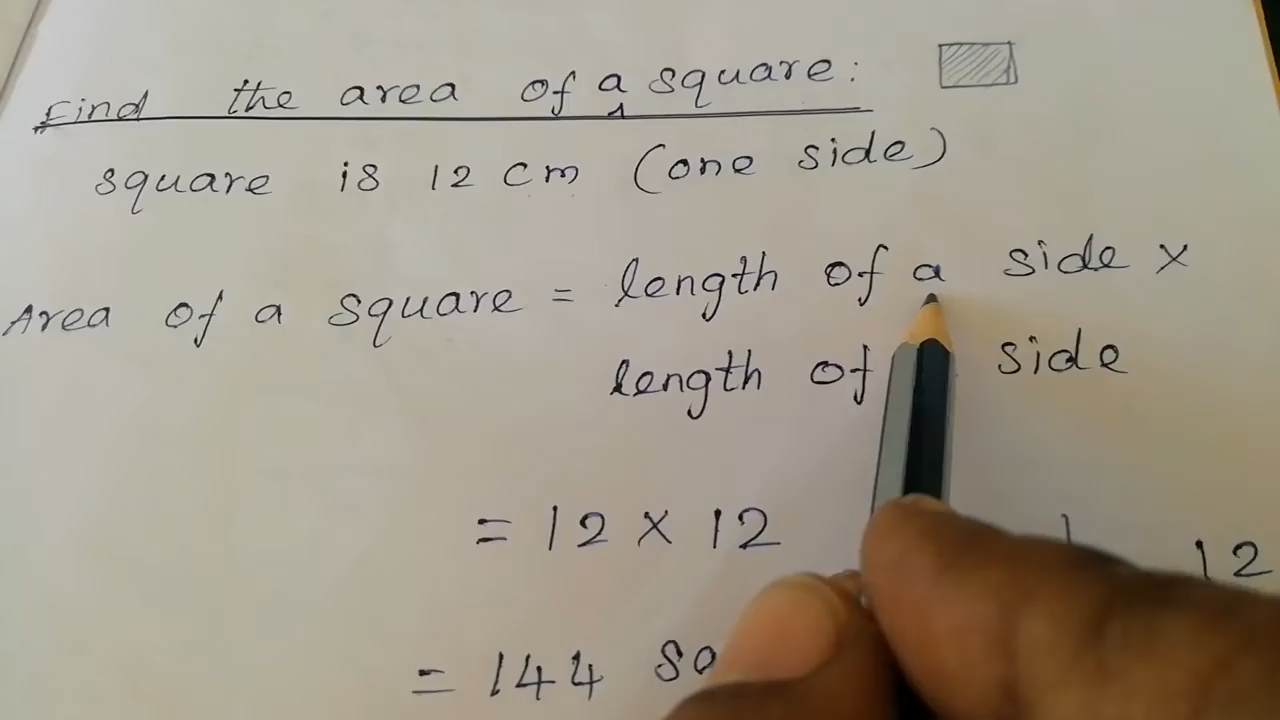 Find the area of a square:
square is 12 cm (one side)
Area of a square = length of a side ×
length of side
= 12 × 12
12
= 144